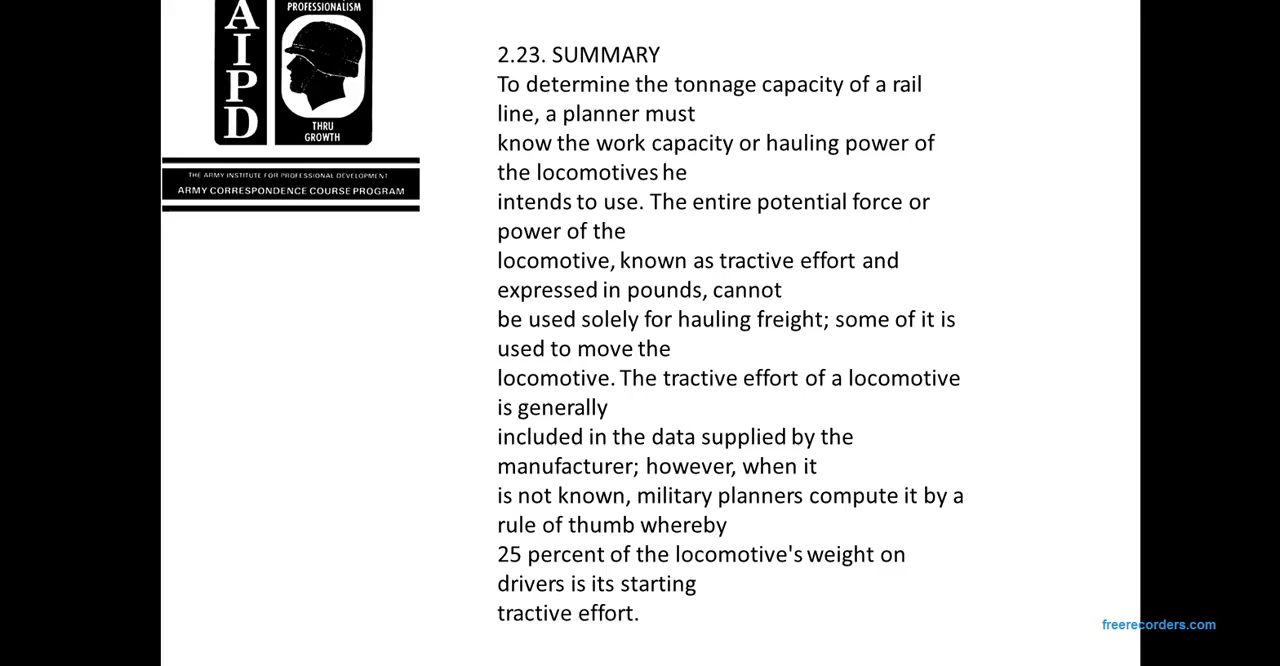 AIPD
PROFESSIONALISM
THRU
GROWTH
THE ARMY INSTITUTE FOR PROFESSIONAL DEVELOPMENT
ARMY CORRESPONDENCE COURSE PROGRAM
2.23. SUMMARY
To determine the tonnage capacity of a rail
line, a planner must
know the work capacity or hauling power of
the locomotives he
intends to use. The entire potential force or
power of the
locomotive, known as tractive effort and
expressed in pounds, cannot
be used solely for hauling freight; some of it is
used to move the
locomotive. The tractive effort of a locomotive
is generally
included in the data supplied by the
manufacturer; however, when it
is not known, military planners compute it by a
rule of thumb whereby
25 percent of the locomotive's weight on
drivers is its starting
tractive effort.
freerecorders.com